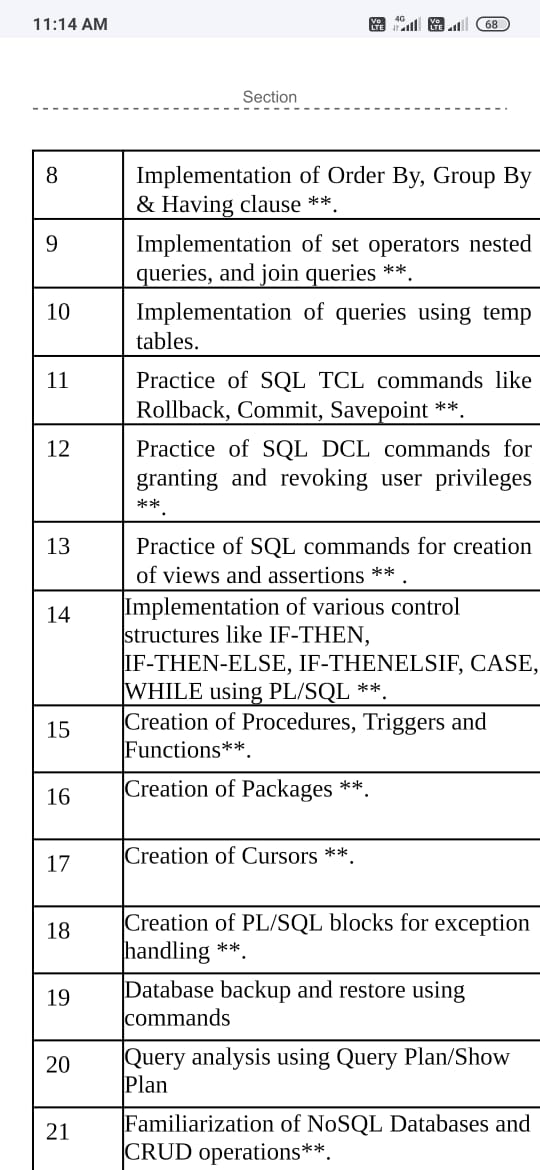 11:14 AM
Vo LTE 4G Vo LTE 68
Section
8 Implementation of Order By, Group By
& Having clause **.
9 Implementation of set operators nested
queries, and join queries **.
10 Implementation of queries using temp
tables.
11 Practice of SQL TCL commands like
Rollback, Commit, Savepoint **.
12 Practice of SQL DCL commands for
granting and revoking user privileges
**.
13 Practice of SQL commands for creation
of views and assertions ** .
14 Implementation of various control
structures like IF-THEN,
IF-THEN-ELSE, IF-THENELSIF, CASE,
WHILE using PL/SQL **.
15 Creation of Procedures, Triggers and
Functions**.
16 Creation of Packages **.
17 Creation of Cursors **.
18 Creation of PL/SQL blocks for exception
handling **.
19 Database backup and restore using
commands
20 Query analysis using Query Plan/Show
Plan
21 Familiarization of NoSQL Databases and
CRUD operations**.